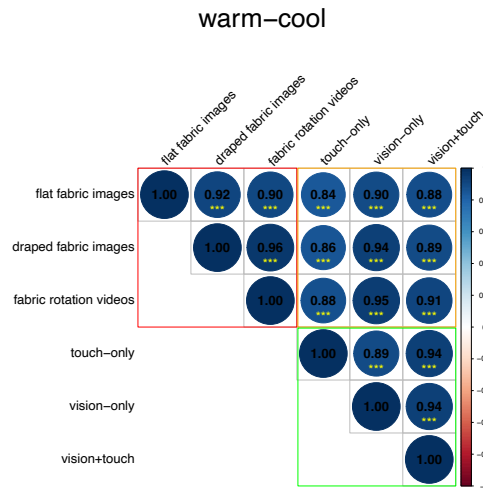 warm−cool
flat fabric images
draped fabric images
fabric rotation videos
touch−only
vision−only
vision+touch
flat fabric images 1.00 0.92 0.90 0.84 0.90 0.88
*** *** *** *** ***
draped fabric images 1.00 0.96 0.86 0.94 0.89
*** *** *** ***
fabric rotation videos 1.00 0.88 0.95 0.91
*** *** ***
touch−only 1.00 0.89 0.94
*** ***
vision−only 1.00 0.94
***
vision+touch 1.00